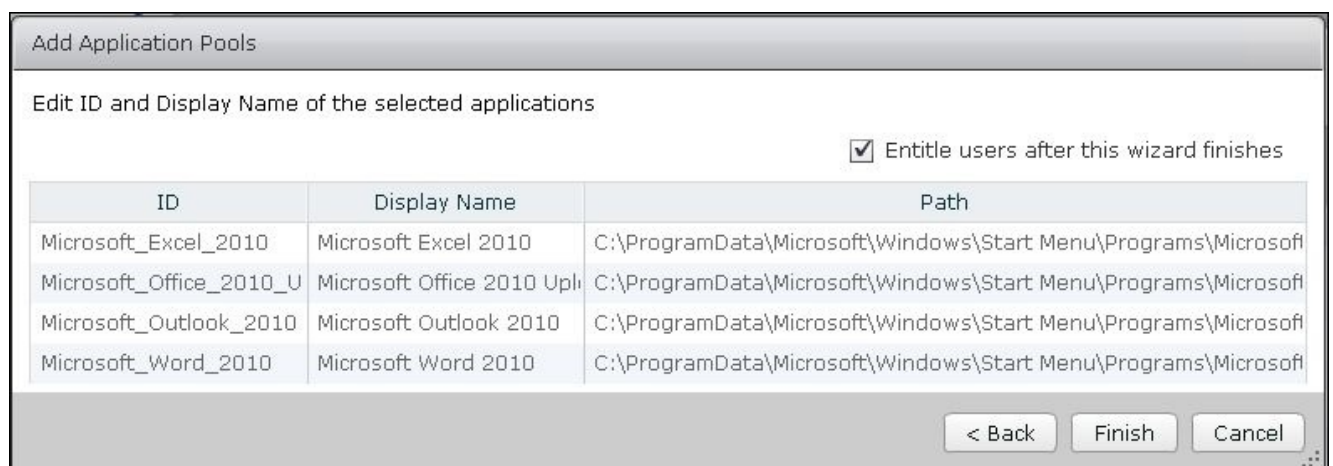 Add Application Pools
Edit ID and Display Name of the selected applications
Entitle users after this wizard finishes
ID Display Name Path
Microsoft_Excel_2010 Microsoft Excel 2010 C:\ProgramData\Microsoft\Windows\Start Menu\Programs\Microsoft
Microsoft_Office_2010_U Microsoft Office 2010 Uplo C:\ProgramData\Microsoft\Windows\Start Menu\Programs\Microsoft
Microsoft_Outlook_2010 Microsoft Outlook 2010 C:\ProgramData\Microsoft\Windows\Start Menu\Programs\Microsoft
Microsoft_Word_2010 Microsoft Word 2010 C:\ProgramData\Microsoft\Windows\Start Menu\Programs\Microsoft
< Back Finish Cancel